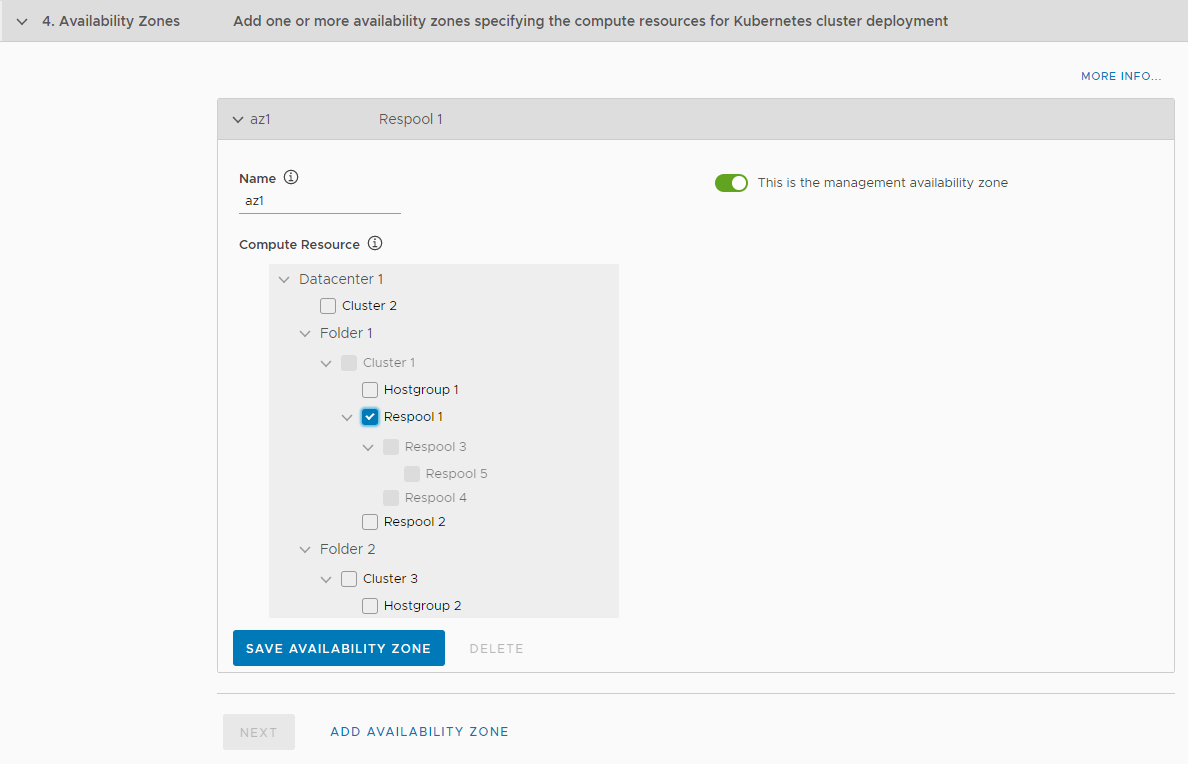 4. Availability Zones Add one or more availability zones specifying the compute resources for Kubernetes cluster deployment
MORE INFO...
az1 Respool 1
Name
This is the management availability zone
az1
Compute Resource
Datacenter 1
Cluster 2
Folder 1
Cluster 1
Hostgroup 1
Respool 1
Respool 3
Respool 5
Respool 4
Respool 2
Folder 2
Cluster 3
Hostgroup 2
SAVE AVAILABILITY ZONE DELETE
NEXT ADD AVAILABILITY ZONE